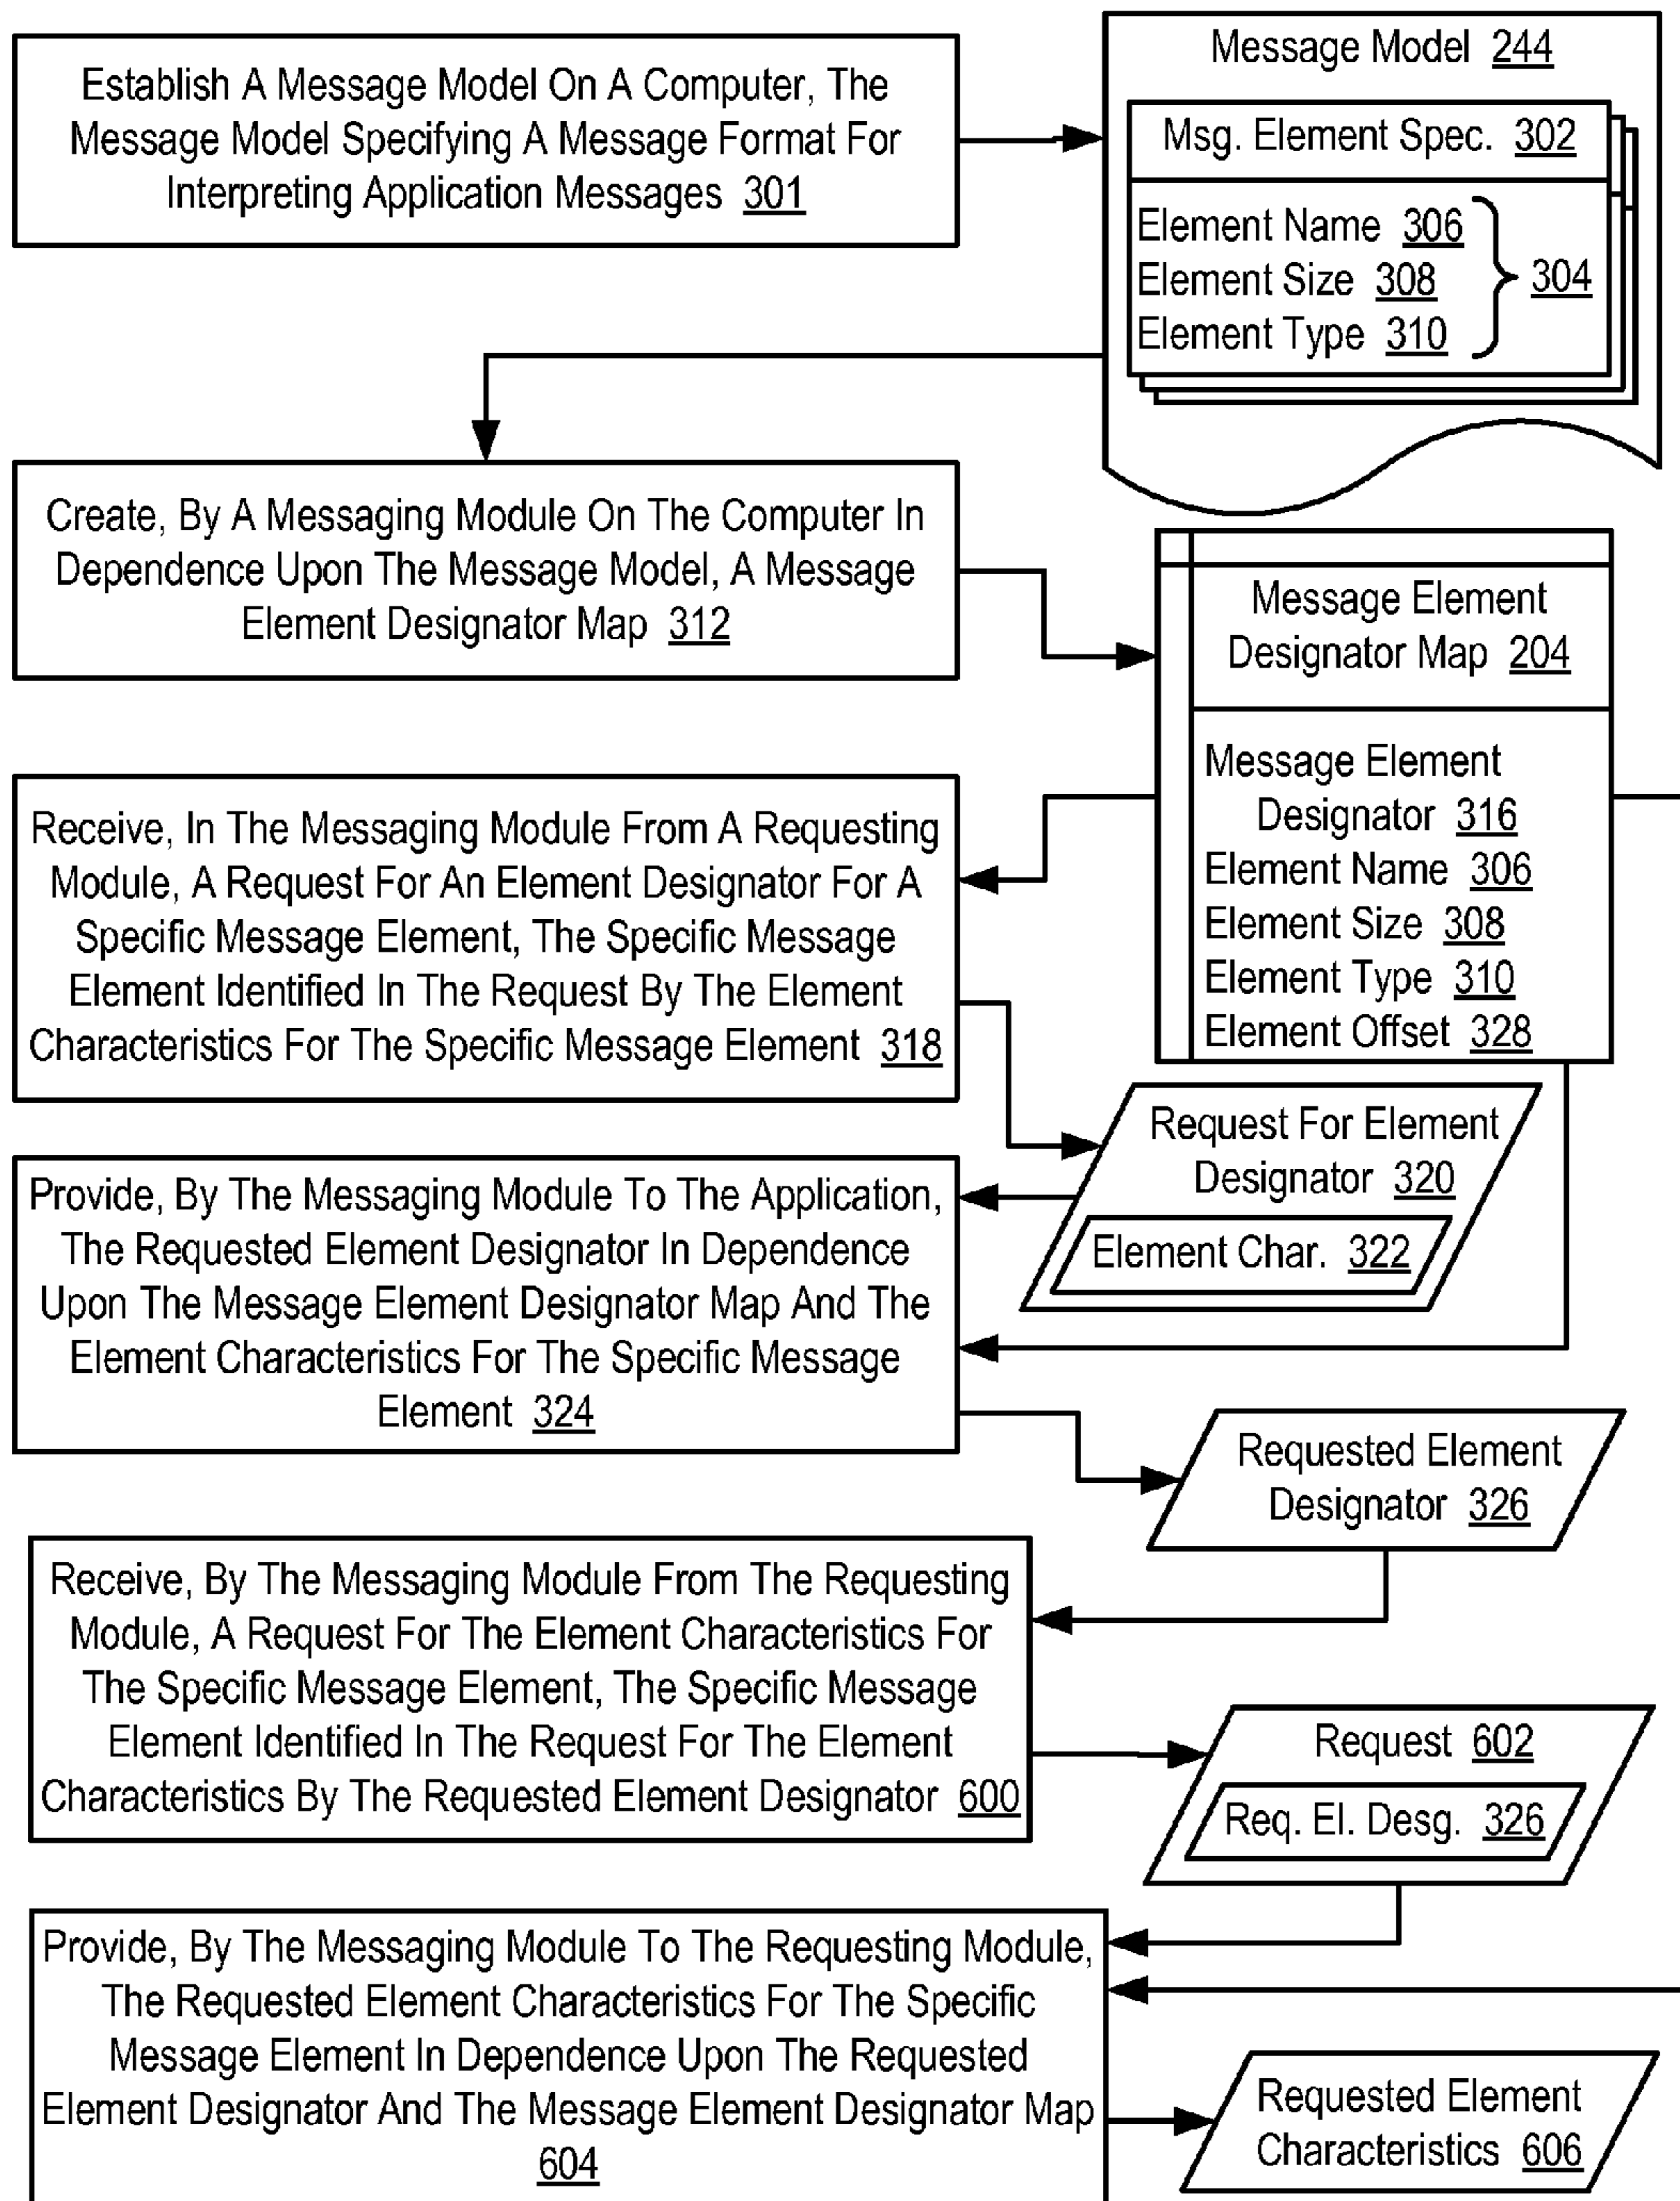 Establish A Message Model On A Computer, The
Message Model Specifying A Message Format For
Interpreting Application Messages 301
Message Model 244
Msg. Element Spec. 302
Element Name 306
Element Size 308
Element Type 310
304
Create, By A Messaging Module On The Computer In
Dependence Upon The Message Model, A Message
Element Designator Map 312
Message Element
Designator Map 204
Message Element
Designator 316
Element Name 306
Element Size 308
Element Type 310
Element Offset 328
Receive, In The Messaging Module From A Requesting
Module, A Request For An Element Designator For A
Specific Message Element, The Specific Message
Element Identified In The Request By The Element
Characteristics For The Specific Message Element 318
Request For Element
Designator 320
Element Char. 322
Provide, By The Messaging Module To The Application,
The Requested Element Designator In Dependence
Upon The Message Element Designator Map And The
Element Characteristics For The Specific Message
Element 324
Requested Element
Designator 326
Receive, By The Messaging Module From The Requesting
Module, A Request For The Element Characteristics For
The Specific Message Element, The Specific Message
Element Identified In The Request For The Element
Characteristics By The Requested Element Designator 600
Request 602
Req. El. Desg. 326
Provide, By The Messaging Module To The Requesting Module,
The Requested Element Characteristics For The Specific
Message Element In Dependence Upon The Requested
Element Designator And The Message Element Designator Map
604
Requested Element
Characteristics 606